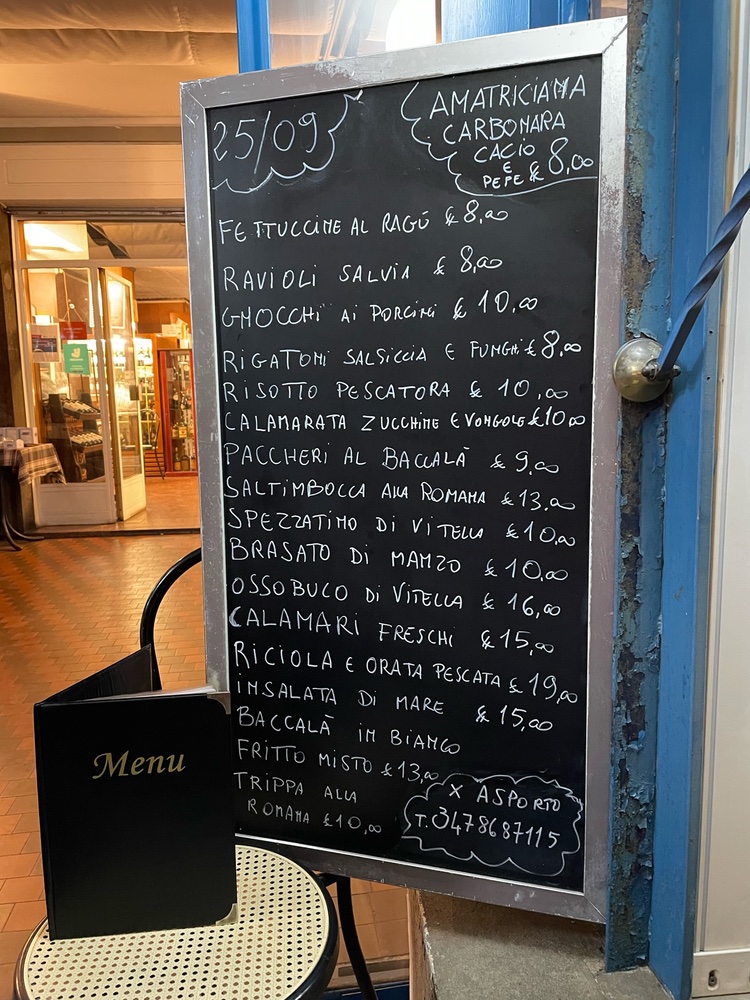 25/09
AMATRICIANA
CARBONARA
CACIO
E
PEPE € 8,00
FETTUCCINE AL RAGÚ € 8,00
RAVIOLI SALVIA € 8,00
GNOCCHI AI PORCINI € 10,00
RIGATONI SALSICCIA E FUNGHI € 8,00
RISOTTO PESCATORA € 10,00
CALAMARATA ZUCCHINE E VONGOLE € 10,00
PACCHERI AL BACCALÀ € 9,00
SALTIMBOCCA ALLA ROMANA € 13,00
SPEZZATINO DI VITELLA € 10,00
BRASATO DI MANZO € 10,00
OSSOBUCO DI VITELLA € 16,00
CALAMARI FRESCHI € 15,00
RICIOLA E ORATA PESCATA € 19,00
INSALATA DI MARE € 15,00
BACCALÀ IN BIANCO
FRITTO MISTO € 13,00
TRIPPA ALLA
ROMANA € 10,00
X ASPORTO
T. 3478687115
Menu